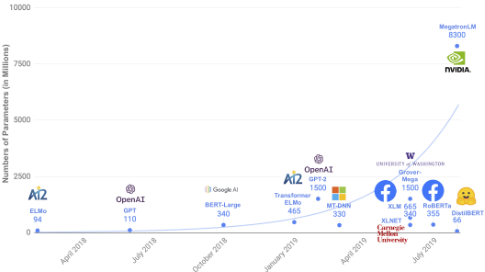 10000
7500
5000
2500
0
Numbers of Parameters (in Millions)
MegatronLM
8300
NVIDIA.
AI2
ELMo
94
OpenAI
GPT
110
Google AI
BERT-Large
340
AI2
Transformer
ELMo
465
OpenAI
GPT-2
1500
MT-DNN
330
W
UNIVERSITY of WASHINGTON
Grover-
Mega
1500
XLM
665
340
XLNET
Carnegie
Mellon
University
RoBERTa
355
DistilBERT
66
April 2018
July 2018
October 2018
January 2019
April 2019
July 2019